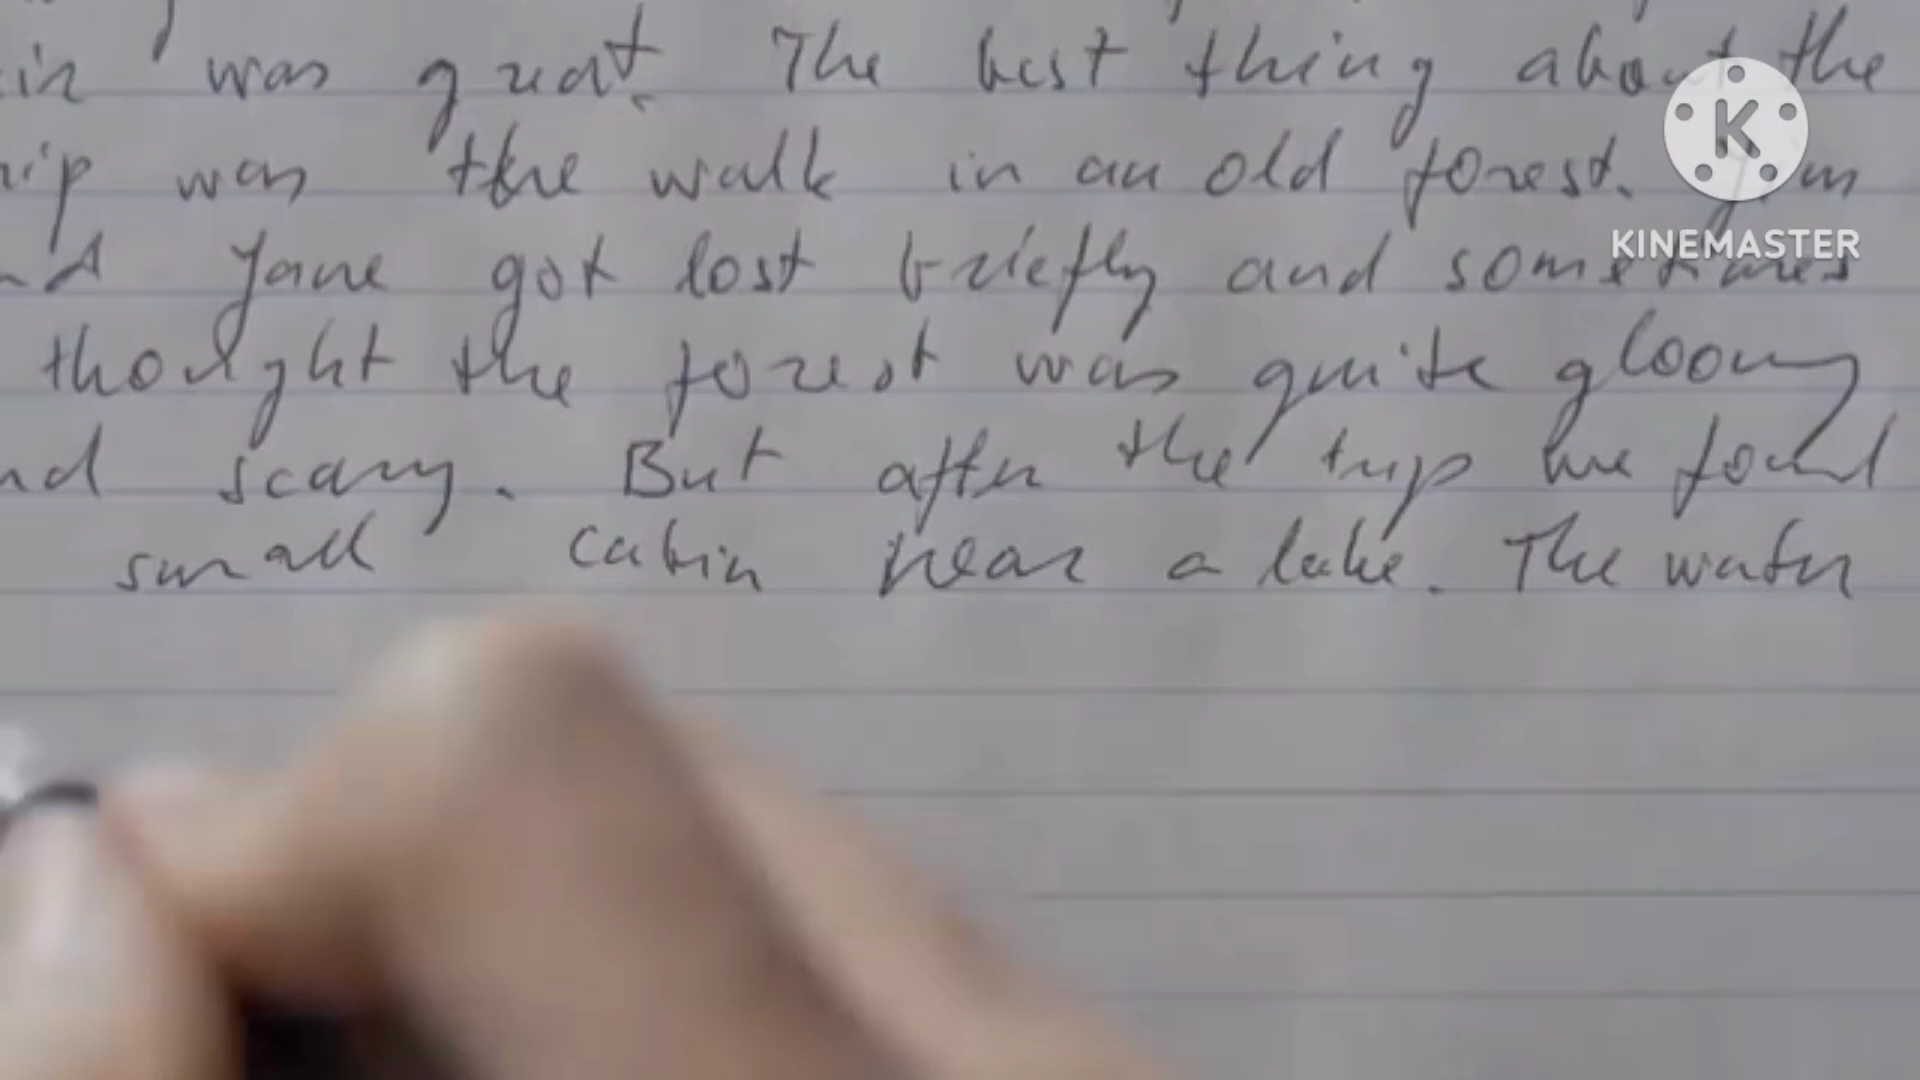 was great. The best thing about the
was the walk in an old forest.
Jane got lost briefly and sometimes
thought the forest was quite gloomy
scary. But after the trip we found
small cabin near a lake. The water
KINEMASTER